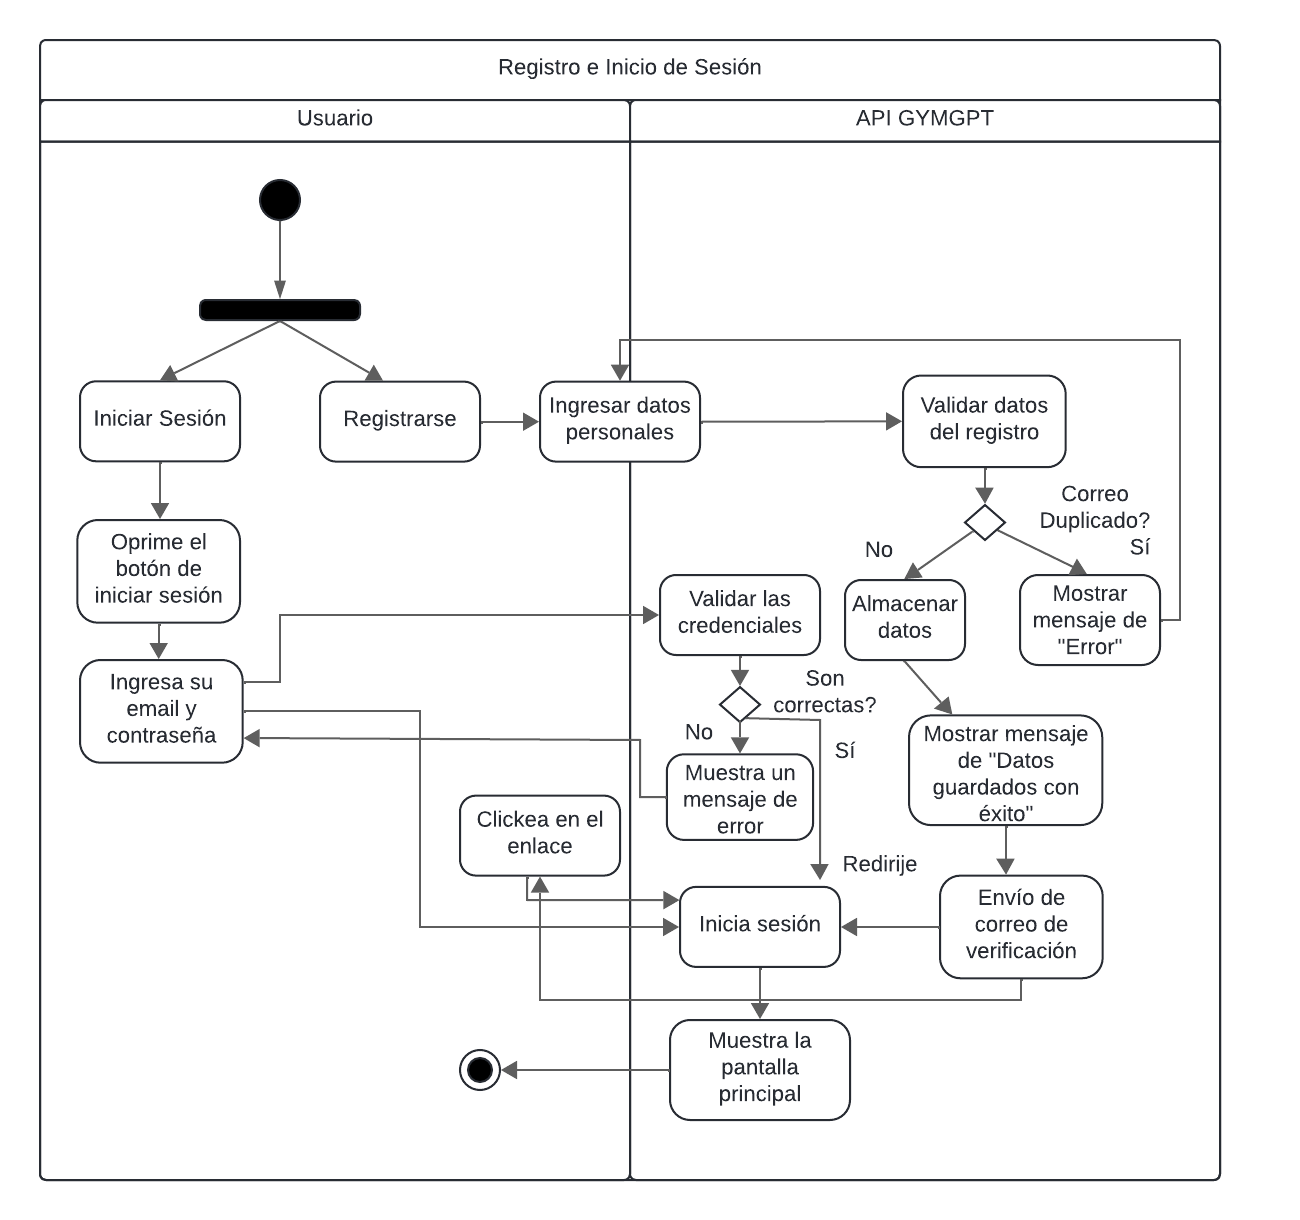 Registro e Inicio de Sesión
Usuario
API GYMGPT
Iniciar Sesión
Registrarse
Ingresar datos
personales
Validar datos
del registro
Correo
Duplicado?
Sí
No
Oprime el
botón de
iniciar sesión
Validar las
credenciales
Almacenar
datos
Mostrar
mensaje de
"Error"
Ingresa su
email y
contraseña
Son
correctas?
No
Sí
Muestra un
mensaje de
error
Mostrar mensaje
de "Datos
guardados con
éxito"
Clickea en el
enlace
Redirije
Inicia sesión
Envío de
correo de
verificación
Muestra la
pantalla
principal